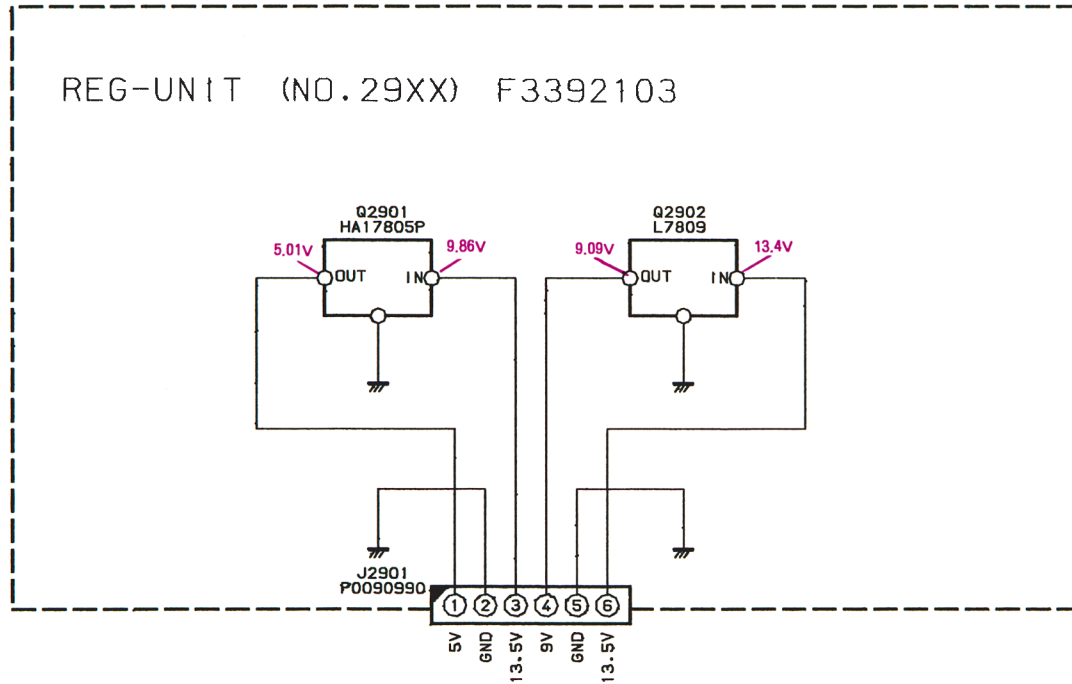 REG-UNIT (NO.29XX) F3392103
Q2901
HA17805P
5.01V
9.86V
OUT
IN
Q2902
L7809
9.09V
13.4V
OUT
IN
J2901
P0090990
1
2
3
4
5
6
5V
GND
13.5V
9V
GND
13.5V